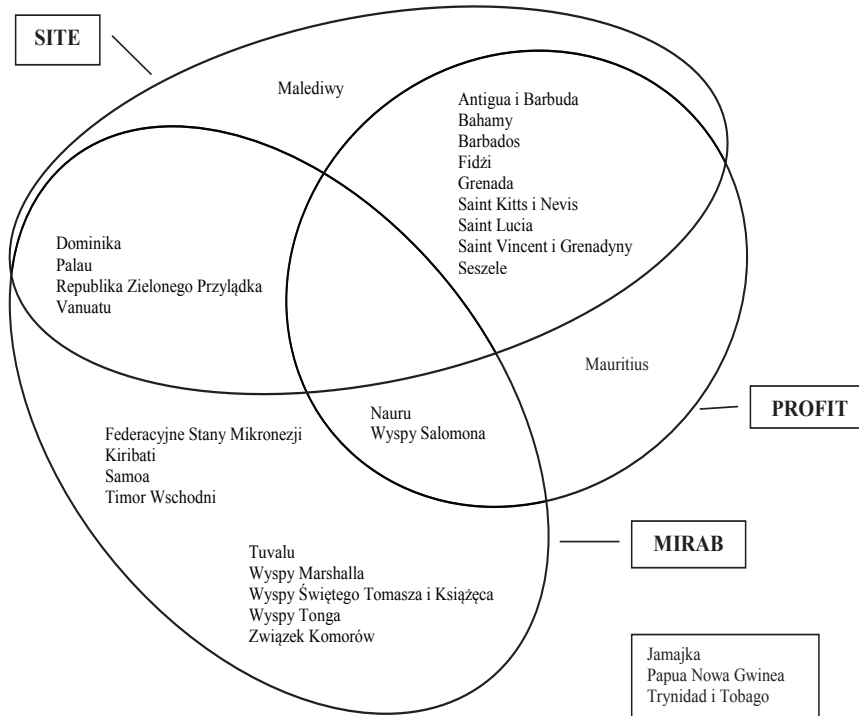 SITE
Malediwy
Antigua i Barbuda
Bahamy
Barbados
Fidżi
Grenada
Saint Kitts i Nevis
Saint Lucia
Saint Vincent i Grenadyny
Seszele
Dominika
Palau
Republika Zielonego Przylądka
Vanuatu
Mauritius
PROFIT
Nauru
Wyspy Salomona
Federacyjne Stany Mikronezji
Kiribati
Samoa
Timor Wschodni
MIRAB
Tuvalu
Wyspy Marshalla
Wyspy Świętego Tomasza i Książęca
Wyspy Tonga
Związek Komorów
Jamajka
Papua Nowa Gwinea
Trynidad i Tobago